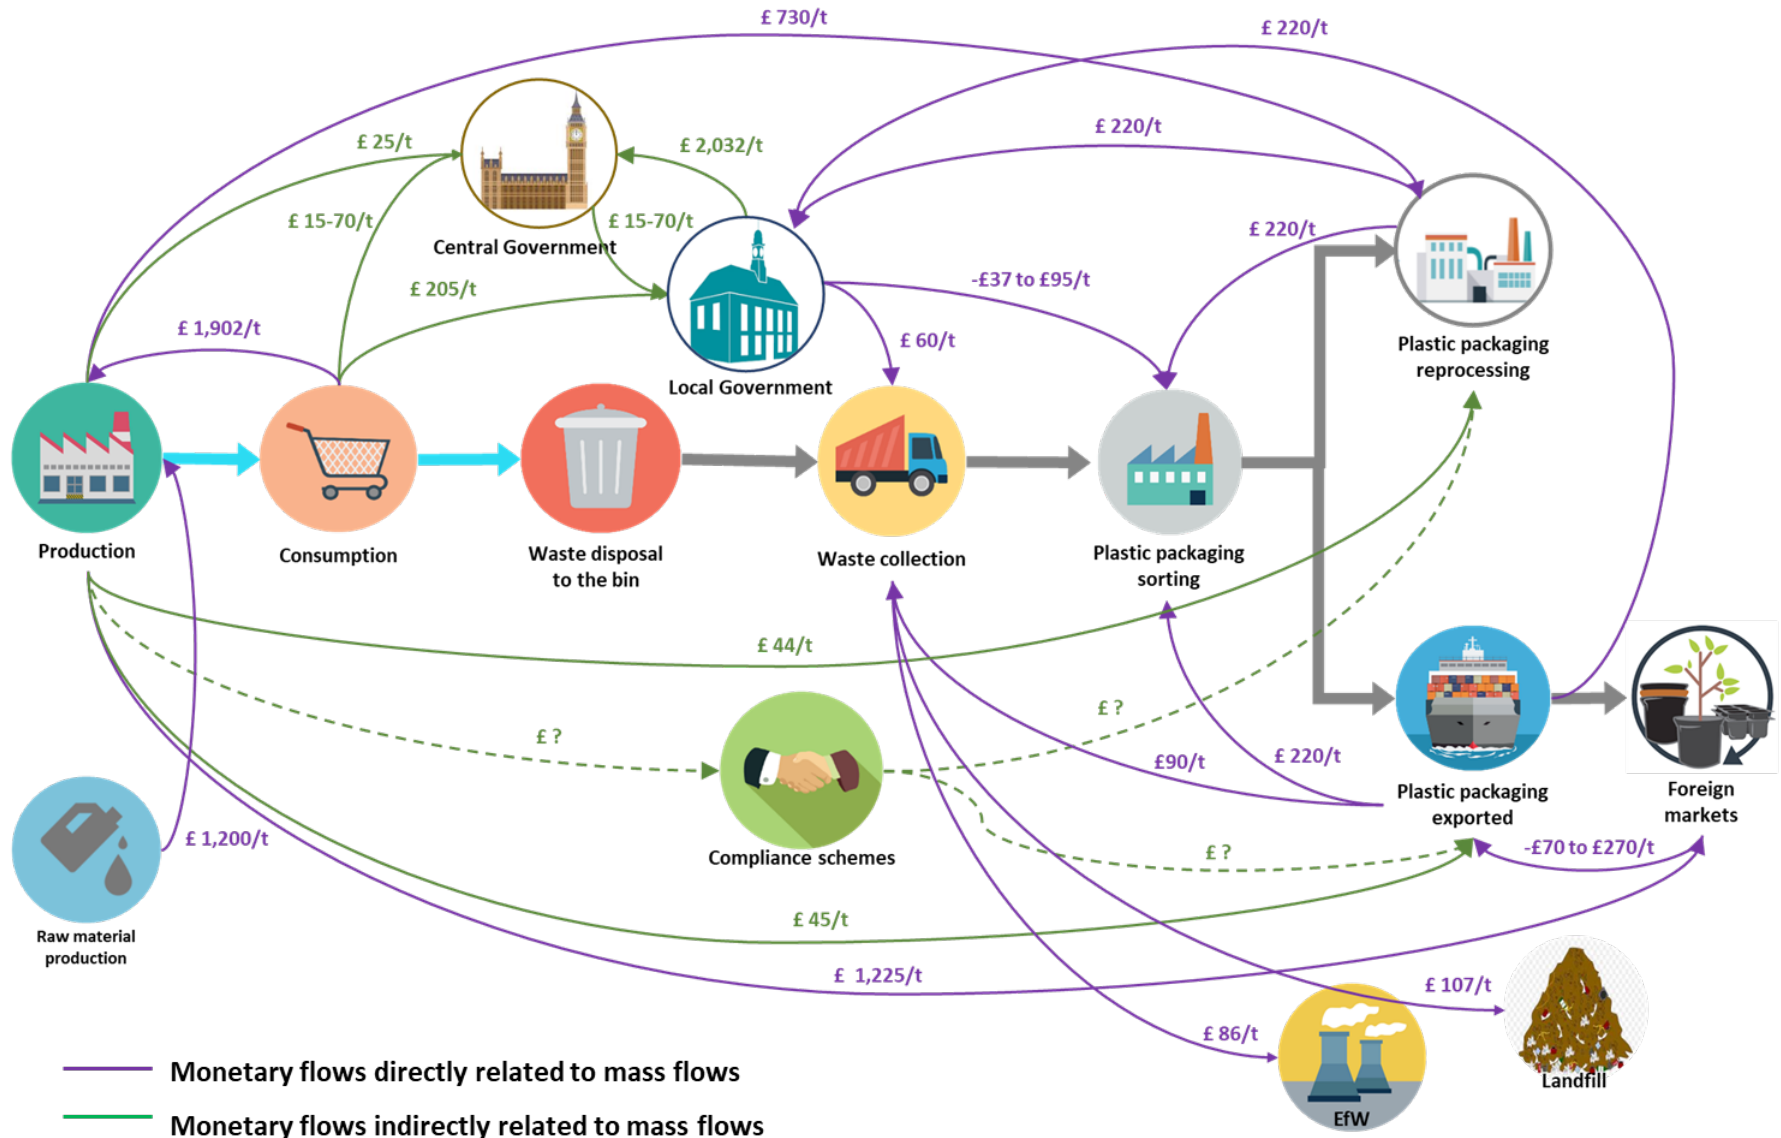 £ 730/t
£ 220/t
£ 25/t
£ 2,032/t
£ 220/t
£ 15-70/t
£ 15-70/t
£ 220/t
Central Government
£ 205/t
-£37 to £95/t
£ 1,902/t
£ 60/t
Plastic packaging
reprocessing
Local Government
Production
Consumption
Waste disposal
to the bin
Waste collection
Plastic packaging
sorting
£ 44/t
£ ?
£ ?
£90/t
£ 220/t
Plastic packaging
exported
Foreign
markets
£ 1,200/t
Compliance schemes
£ ?
-£70 to £270/t
Raw material
production
£ 45/t
£ 1,225/t
£ 107/t
£ 86/t
Landfill
EfW
Monetary flows directly related to mass flows
Monetary flows indirectly related to mass flows